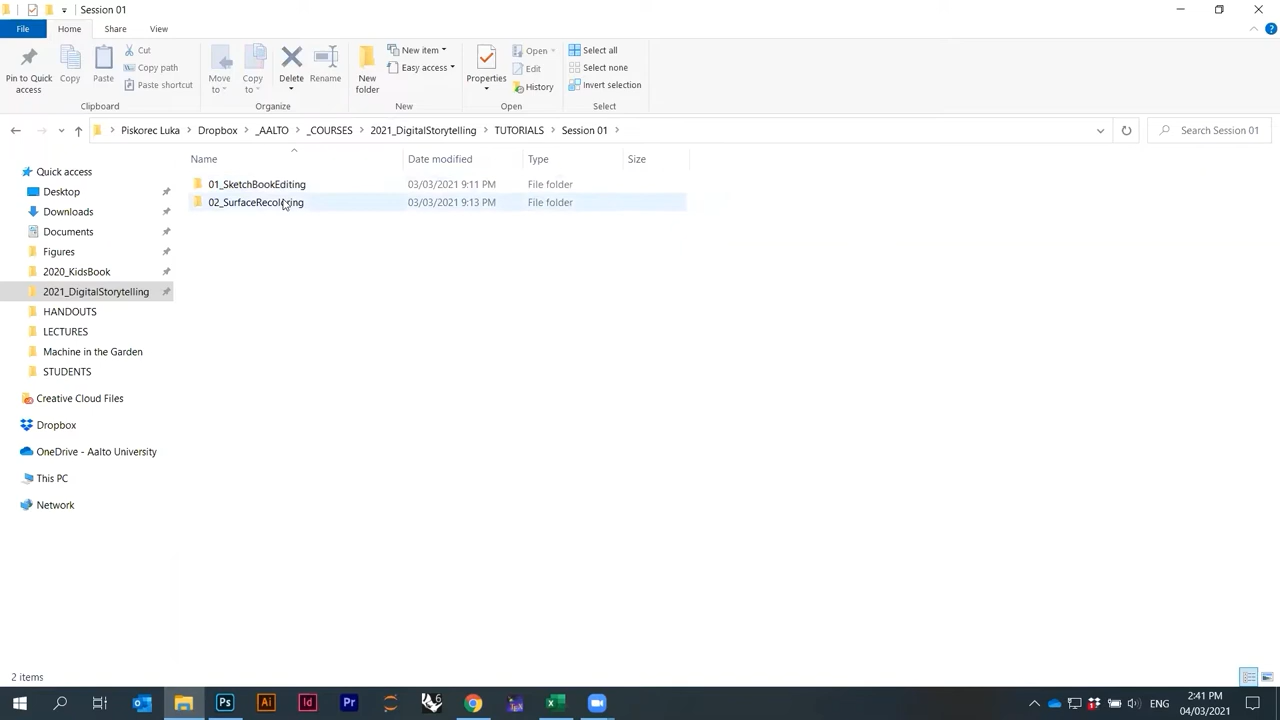 Session 01
File
Home
Share
View
Pin to Quick access
Copy
Paste
Cut
Copy path
Paste shortcut
Clipboard
Move to
Copy to
Delete
Rename
Organize
New folder
New item
Easy access
New
Properties
Open
Edit
History
Open
Select all
Select none
Invert selection
Select
Piskorec Luka
Dropbox
_AALTO
_COURSES
2021_DigitalStorytelling
TUTORIALS
Session 01
Search Session 01
Name
Date modified
Type
Size
01_SketchBookEditing 03/03/2021 9:11 PM File folder
03/03/2021 9:13 PM File folder
Quick access
Desktop
Downloads
Documents
Figures
2020_KidsBook
2021_DigitalStorytelling
HANDOUTS
LECTURES
Machine in the Garden
STUDENTS
Creative Cloud Files
Dropbox
OneDrive - Aalto University
This PC
Network
2 items
Ps
Ai
Id
Pr
6
ENG
2:41 PM
04/03/2021